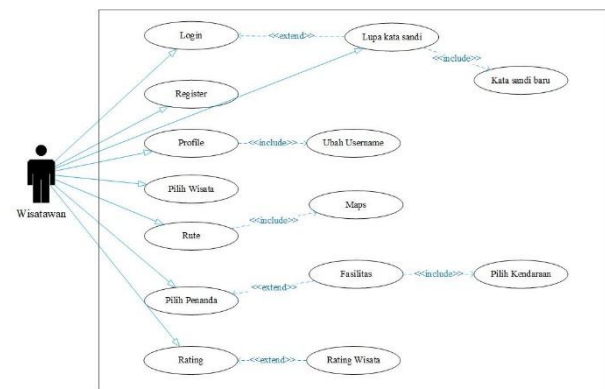 Login
<<extend>>
Lupa kata sandi
<<include>>
Kata sandi baru
Register
Profile
<<include>>
Ubah Username
Pilih Wisata
Wisatawan
Rute
<<include>>
Maps
Pilih Penanda
<<extend>>
Fasilitas
<<include>>
Pilih Kendaraan
Rating
<<extend>>
Rating Wisata